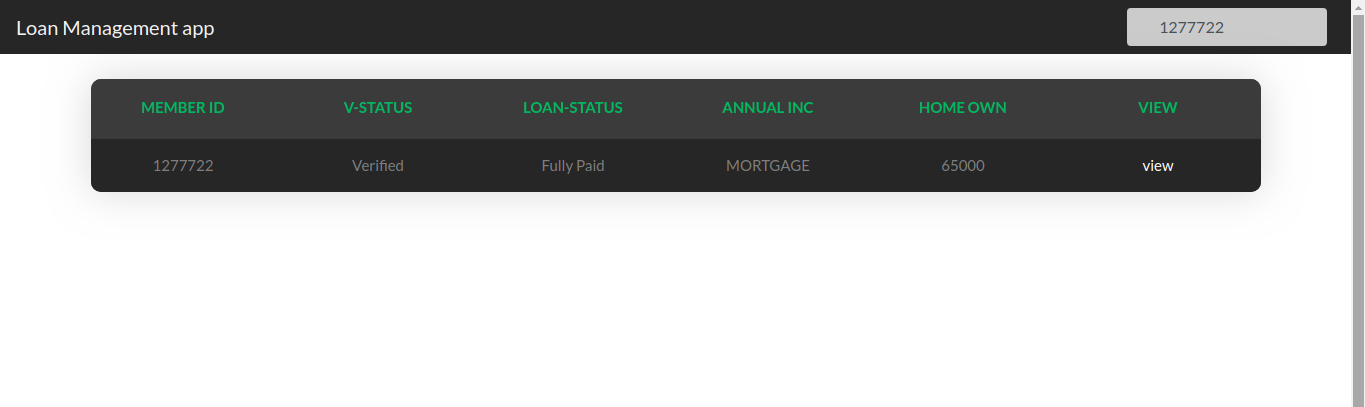 Loan Management app 1277722
MEMBER ID V-STATUS LOAN-STATUS ANNUAL INC HOME OWN VIEW
1277722 Verified Fully Paid MORTGAGE 65000 view